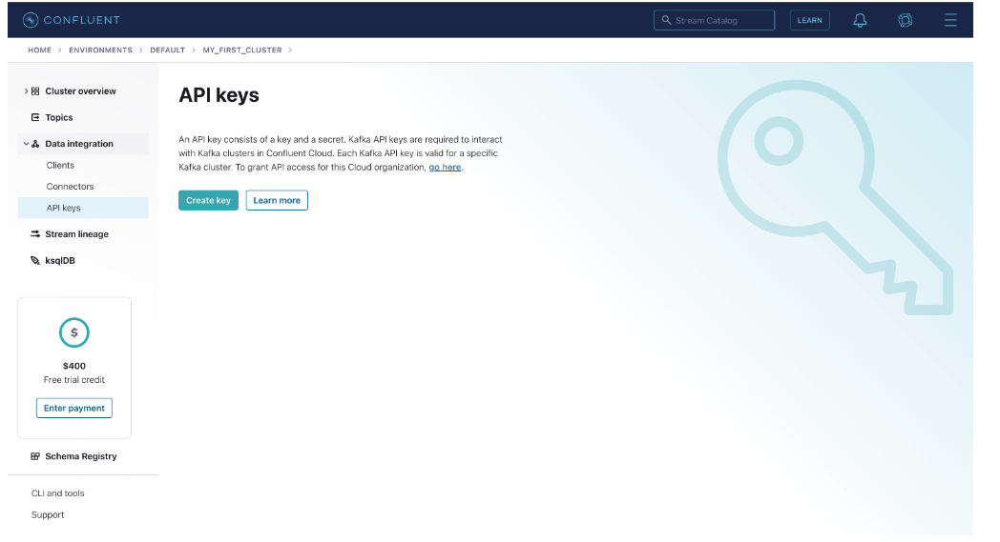 CONFLUENT
Stream Catalog
LEARN
HOME > ENVIRONMENTS > DEFAULT > MY_FIRST_CLUSTER >
Cluster overview
Topics
Data integration
Clients
Connectors
API keys
Stream lineage
ksqlDB
$
$400
Free trial credit
Enter payment
Schema Registry
CLI and tools
Support
API keys
An API key consists of a key and a secret. Kafka API keys are required to interact
with Kafka clusters in Confluent Cloud. Each Kafka API key is valid for a specific
Kafka cluster. To grant API access for this Cloud organization, go here.
Create key
Learn more